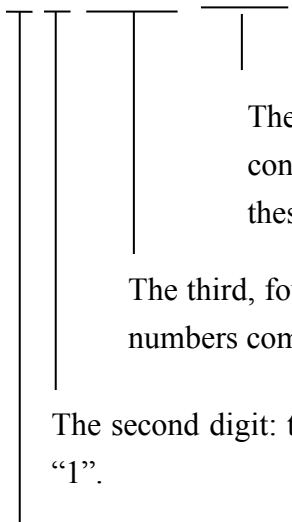 The
con
thes
The third, fo
numbers com
The second digit: t
“1”.